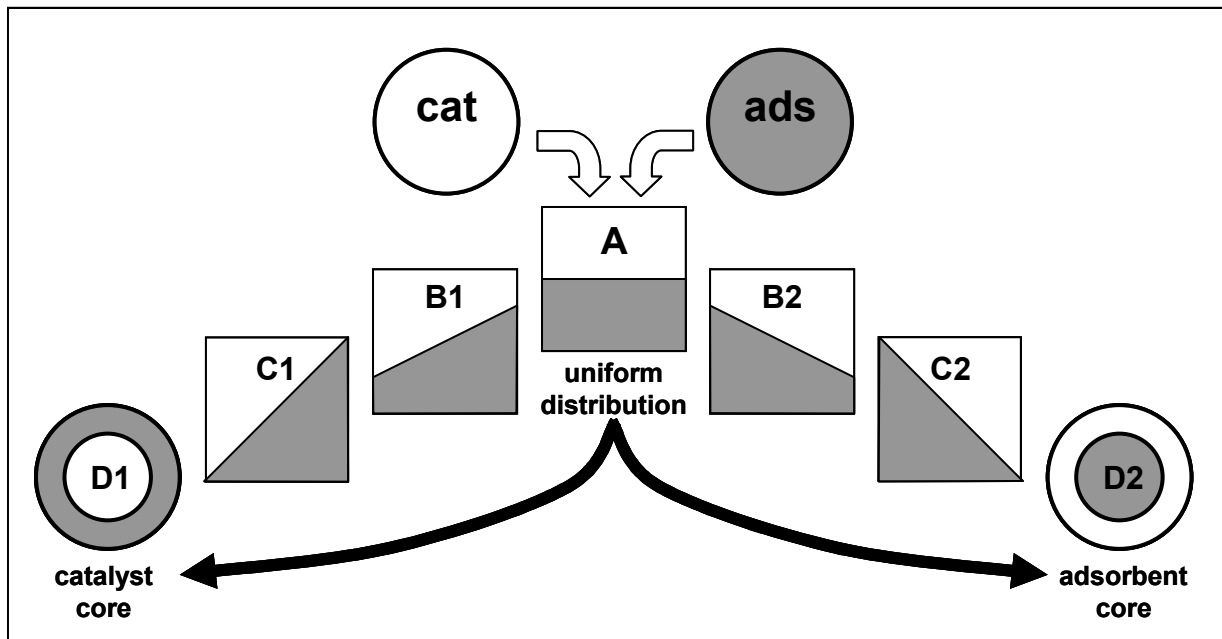 cat
ads
A
B1
B2
C1
C2
uniform
distribution
D1
D2
catalyst
core
adsorbent
core